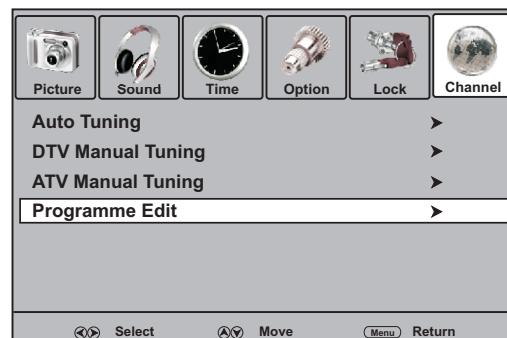 Picture Sound Time Option Lock Channel
Auto Tuning
DTV Manual Tuning
ATV Manual Tuning
Programme Edit
Select Move Menu Return